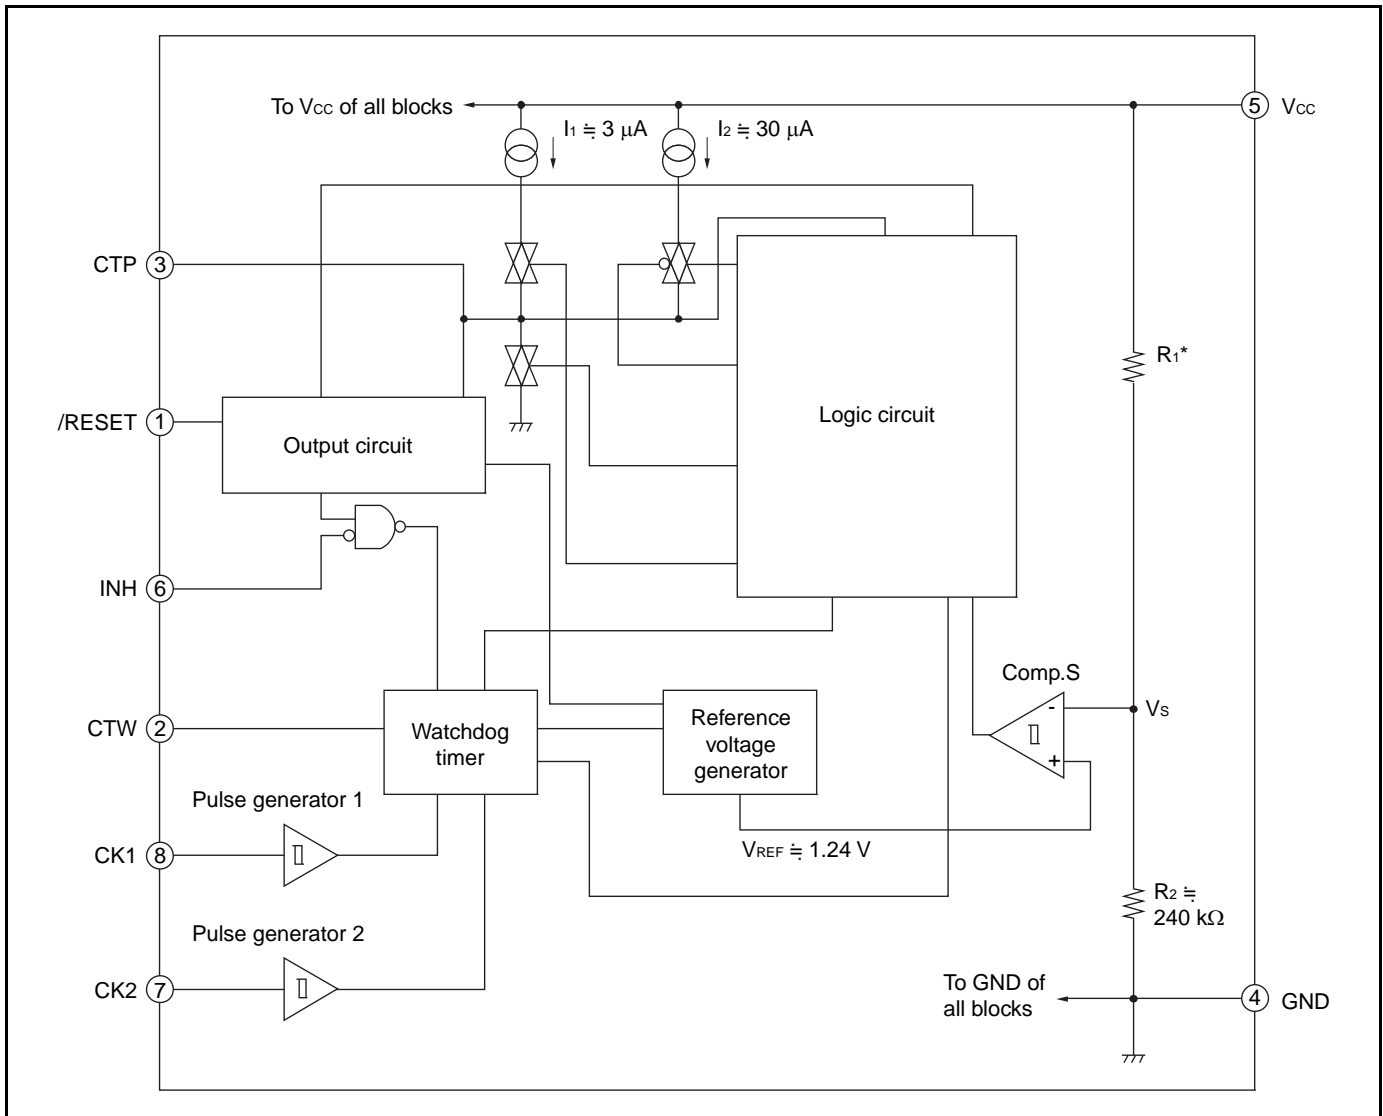 To VCC of all blocks
I1 ≒ 3 μA
I2 ≒ 30 μA
5
VCC
CTP
3
R1*
/RESET
1
Output circuit
Logic circuit
INH
6
Comp.S
-
VS
CTW
2
Watchdog
timer
Reference
voltage
generator
+
Pulse generator 1
VREF ≒ 1.24 V
CK1
8
R2 ≒
240 kΩ
Pulse generator 2
CK2
7
To GND of
all blocks
4
GND